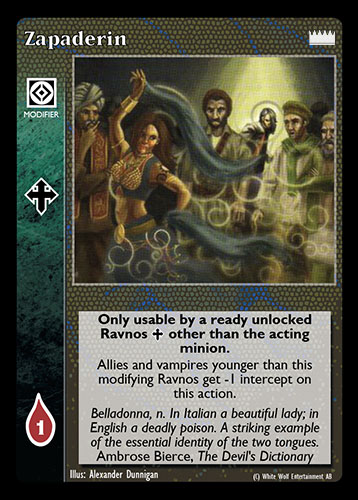 Zapaderin
MODIFIER
Only usable by a ready unlocked
Ravnos + other than the acting
minion.
Allies and vampires younger than this
modifying Ravnos get -1 intercept on
this action.
Belladonna, n. In Italian a beautiful lady; in
English a deadly poison. A striking example
of the essential identity of the two tongues.
Ambrose Bierce, The Devil's Dictionary
1
Illus: Alexander Dunnigan
(C) White Wolf Entertainment AB